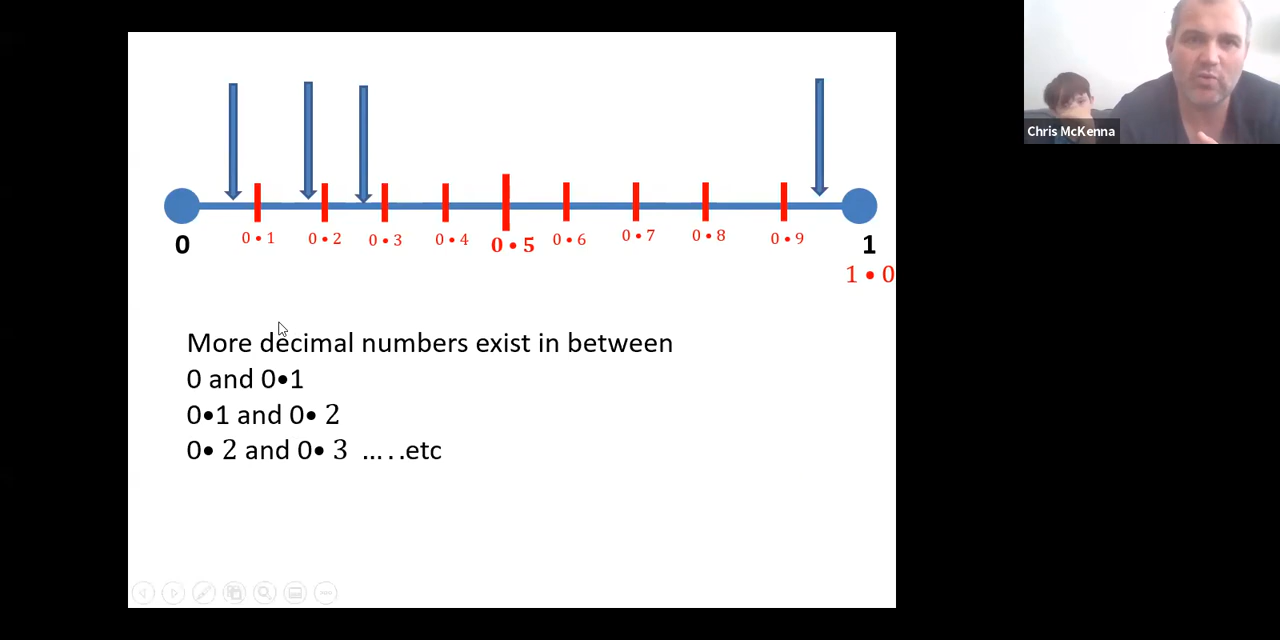 Chris McKenna
0•1 0•2 0•3 0•4 0•5 0•6 0•7 0•8 0•9
0 1
1•0
More decimal numbers exist in between
0 and 0•1
0•1 and 0• 2
0• 2 and 0• 3 …. .etc